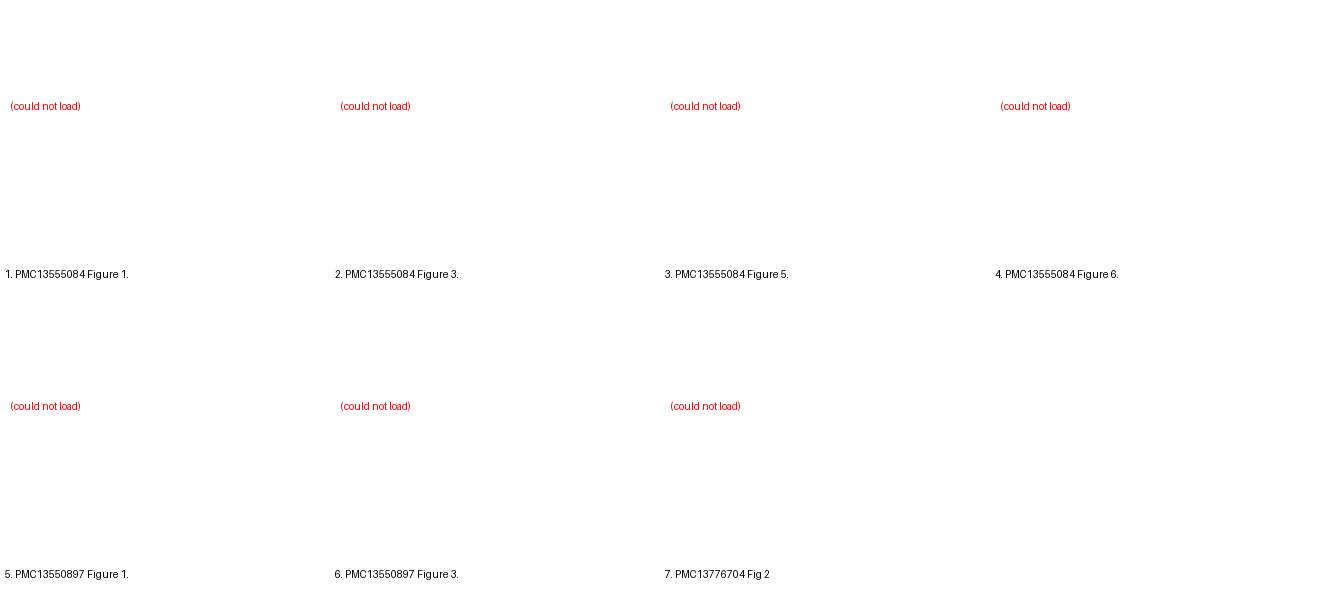 (could not load)
(could not load)
(could not load)
(could not load)
1. PMC13555084 Figure 1.
2. PMC13555084 Figure 3.
3. PMC13555084 Figure 5.
4. PMC13555084 Figure 6.
(could not load)
(could not load)
(could not load)
5. PMC13550897 Figure 1.
6. PMC13550897 Figure 3.
7. PMC13776704 Fig 2